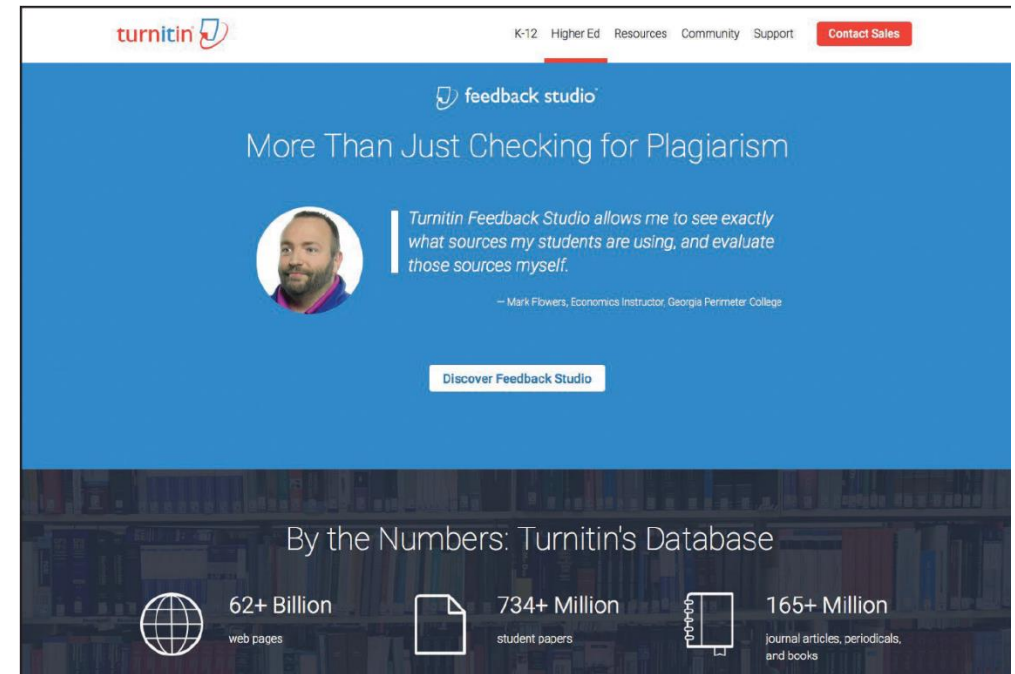 turnitin
K-12 Higher Ed Resources Community Support Contact Sales
feedback studio
More Than Just Checking for Plagiarism
Turnitin Feedback Studio allows me to see exactly
what sources my students are using, and evaluate
those sources myself.
— Mark Flowers, Economics Instructor, Georgia Perimeter College
Discover Feedback Studio
By the Numbers: Turnitin's Database
62+ Billion
web pages
734+ Million
student papers
165+ Million
journal articles, periodicals,
and books